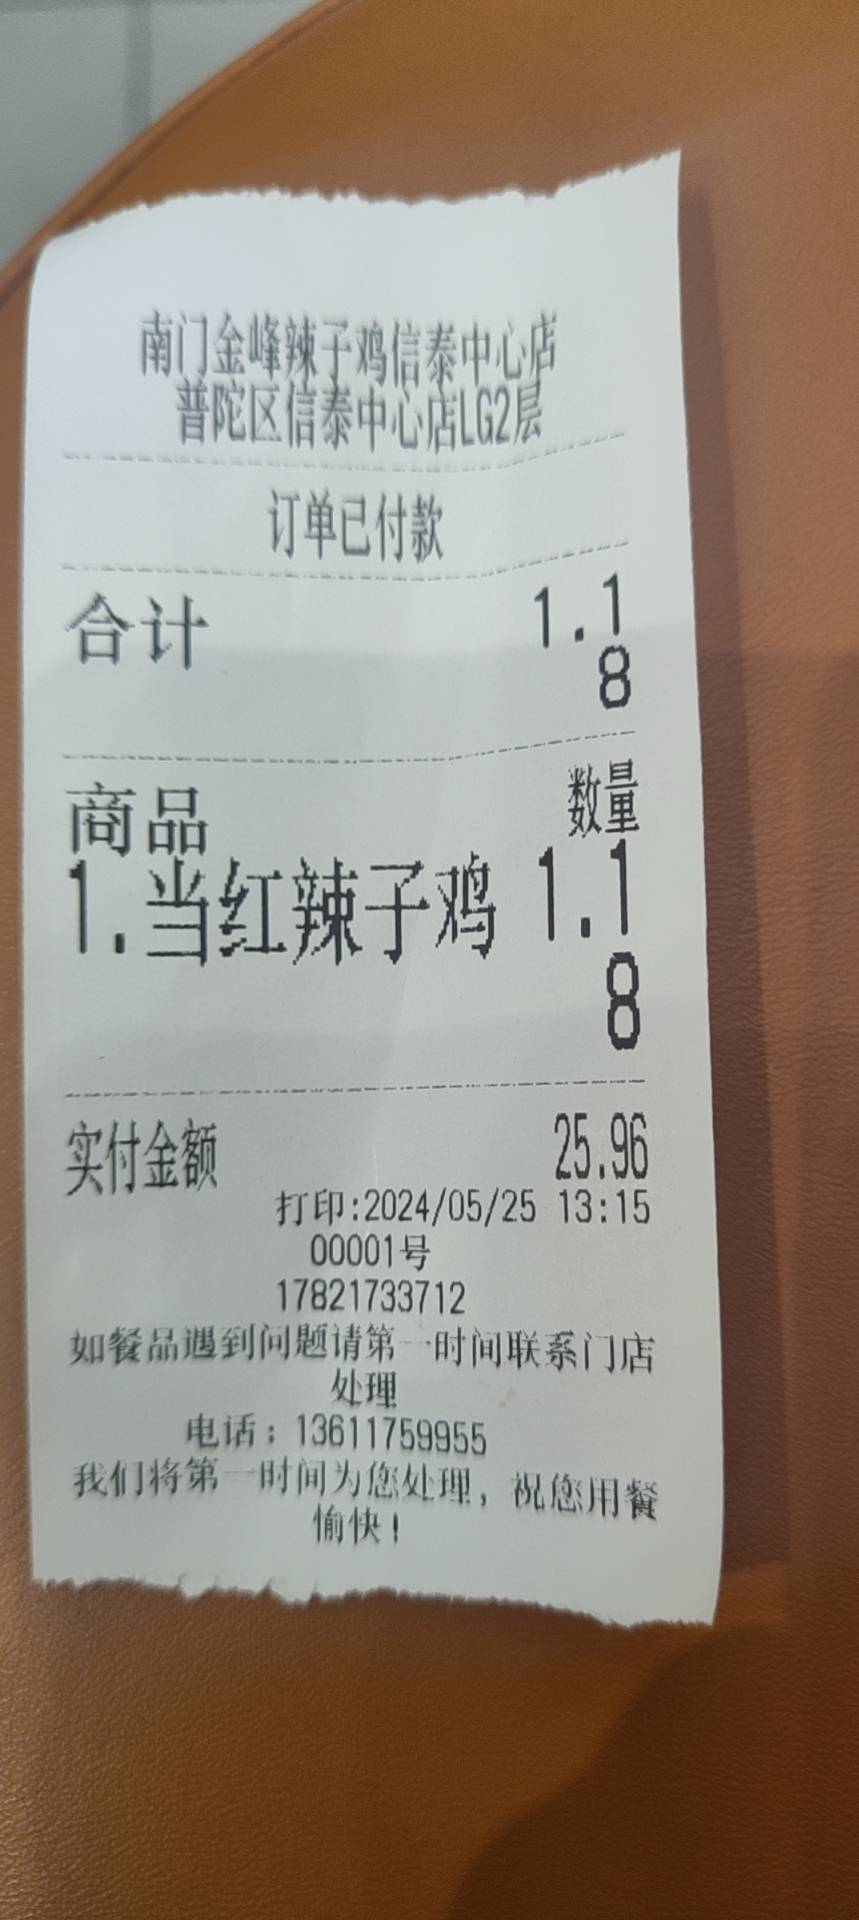 南门金峰辣子鸡信泰中心店
普陀区信泰中心店LG2层
订单已付款
合计 1.1
8
商品 数量
1.当红辣子鸡 1.1
8
实付金额 25.96
打印:2024/05/25 13:15
00001号
17821733712
如餐品遇到问题请第一时间联系门店
处理
电话：13611759955
我们将第一时间为您处理，祝您用餐
愉快！